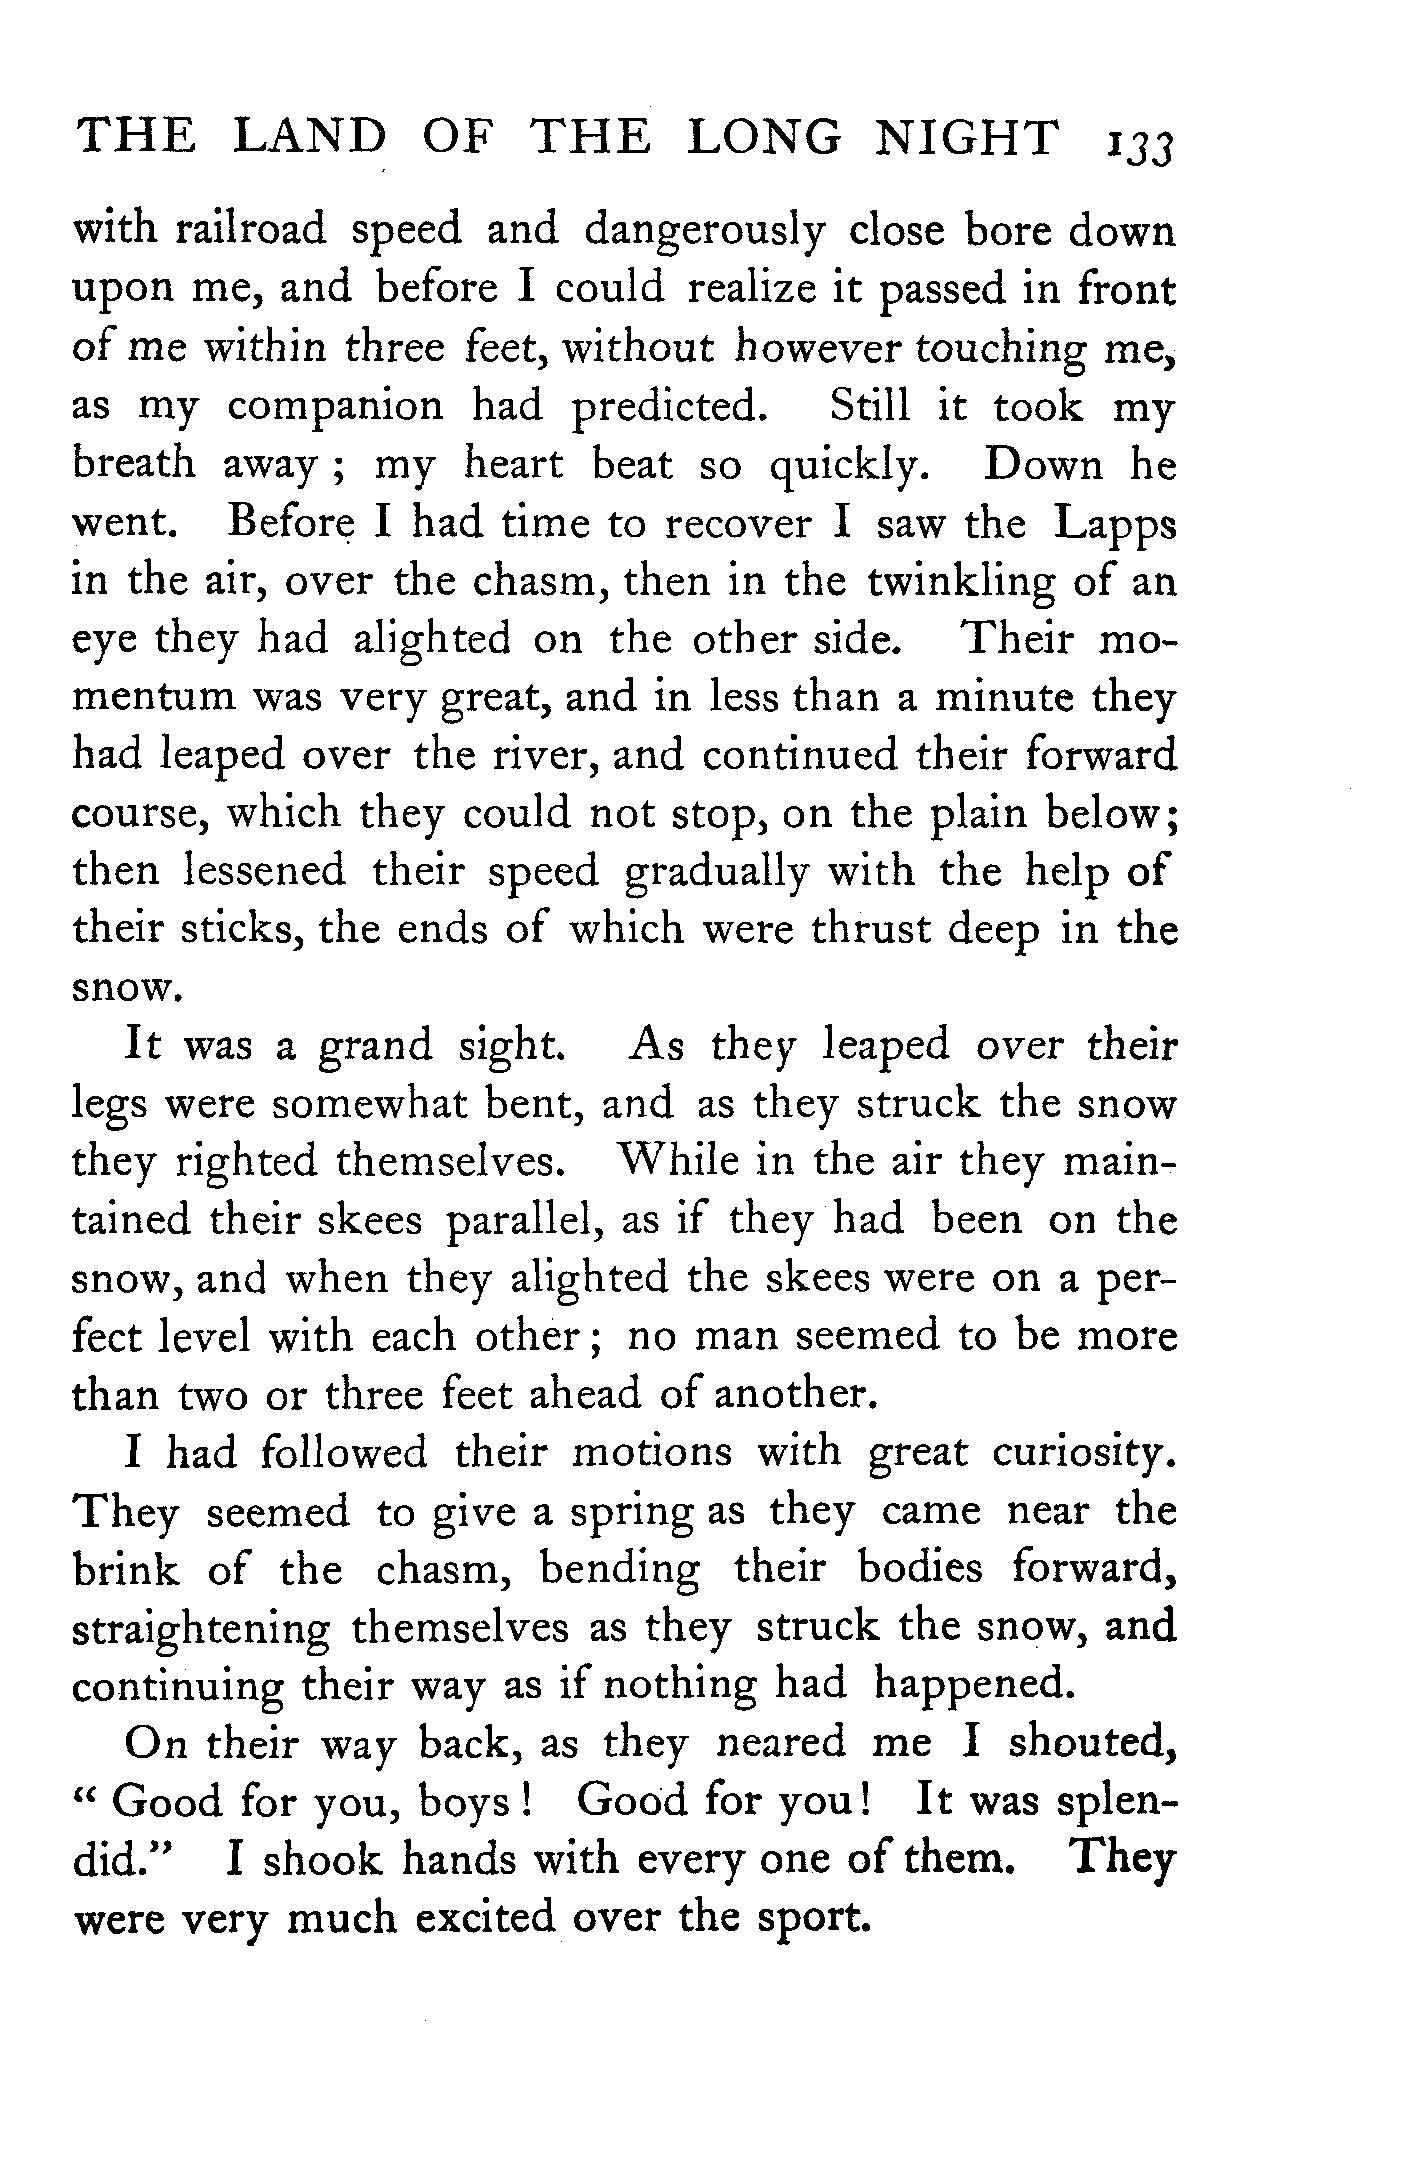 THE LAND OF THE LONG NIGHT 133
with railroad speed and dangerously close bore down
upon me, and before I could realize it passed in front
of me within three feet, without however touching me,
as my companion had predicted. Still it took my
breath away ; my heart beat so quickly. Down he
went. Before I had time to recover I saw the Lapps
in the air, over the chasm, then in the twinkling of an
eye they had alighted on the other side. Their mo-
mentum was very great, and in less than a minute they
had leaped over the river, and continued their forward
course, which they could not stop, on the plain below;
then lessened their speed gradually with the help of
their sticks, the ends of which were thrust deep in the
snow.
It was a grand sight. As they leaped over their
legs were somewhat bent, and as they struck the snow
they righted themselves. While in the air they main-
tained their skees parallel, as if they had been on the
snow, and when they alighted the skees were on a per-
fect level with each other ; no man seemed to be more
than two or three feet ahead of another.
I had followed their motions with great curiosity.
They seemed to give a spring as they came near the
brink of the chasm, bending their bodies forward,
straightening themselves as they struck the snow, and
continuing their way as if nothing had happened.
On their way back, as they neared me I shouted,
“ Good for you, boys ! Good for you! It was splen-
did.” I shook hands with every one of them. They
were very much excited over the sport.